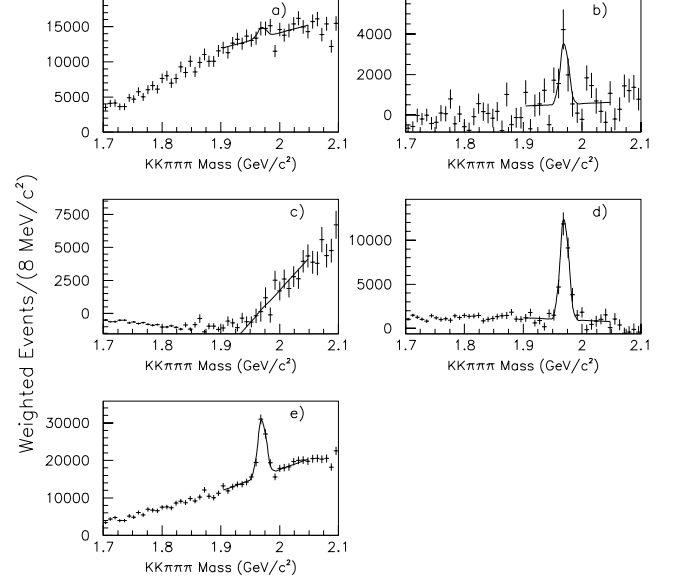 a)
15000
10000
5000
0
1.7 1.8 1.9 2 2.1
KKπππ Mass (GeV/c²)
b)
4000
2000
0
1.7 1.8 1.9 2 2.1
KKπππ Mass (GeV/c²)
Weighted Events/(8 MeV/c²)
c)
7500
5000
2500
0
1.7 1.8 1.9 2 2.1
KKπππ Mass (GeV/c²)
d)
10000
5000
0
1.7 1.8 1.9 2 2.1
KKπππ Mass (GeV/c²)
e)
30000
20000
10000
0
1.7 1.8 1.9 2 2.1
KKπππ Mass (GeV/c²)